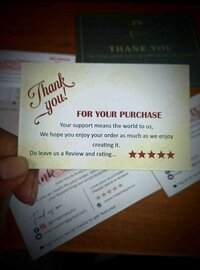 THANK YOU
Thank
you!
FOR YOUR PURCHASE
Your support means the world to us,
We hope you enjoy your order as much as we enjoy
creating it.
Do leave us a Review and rating...